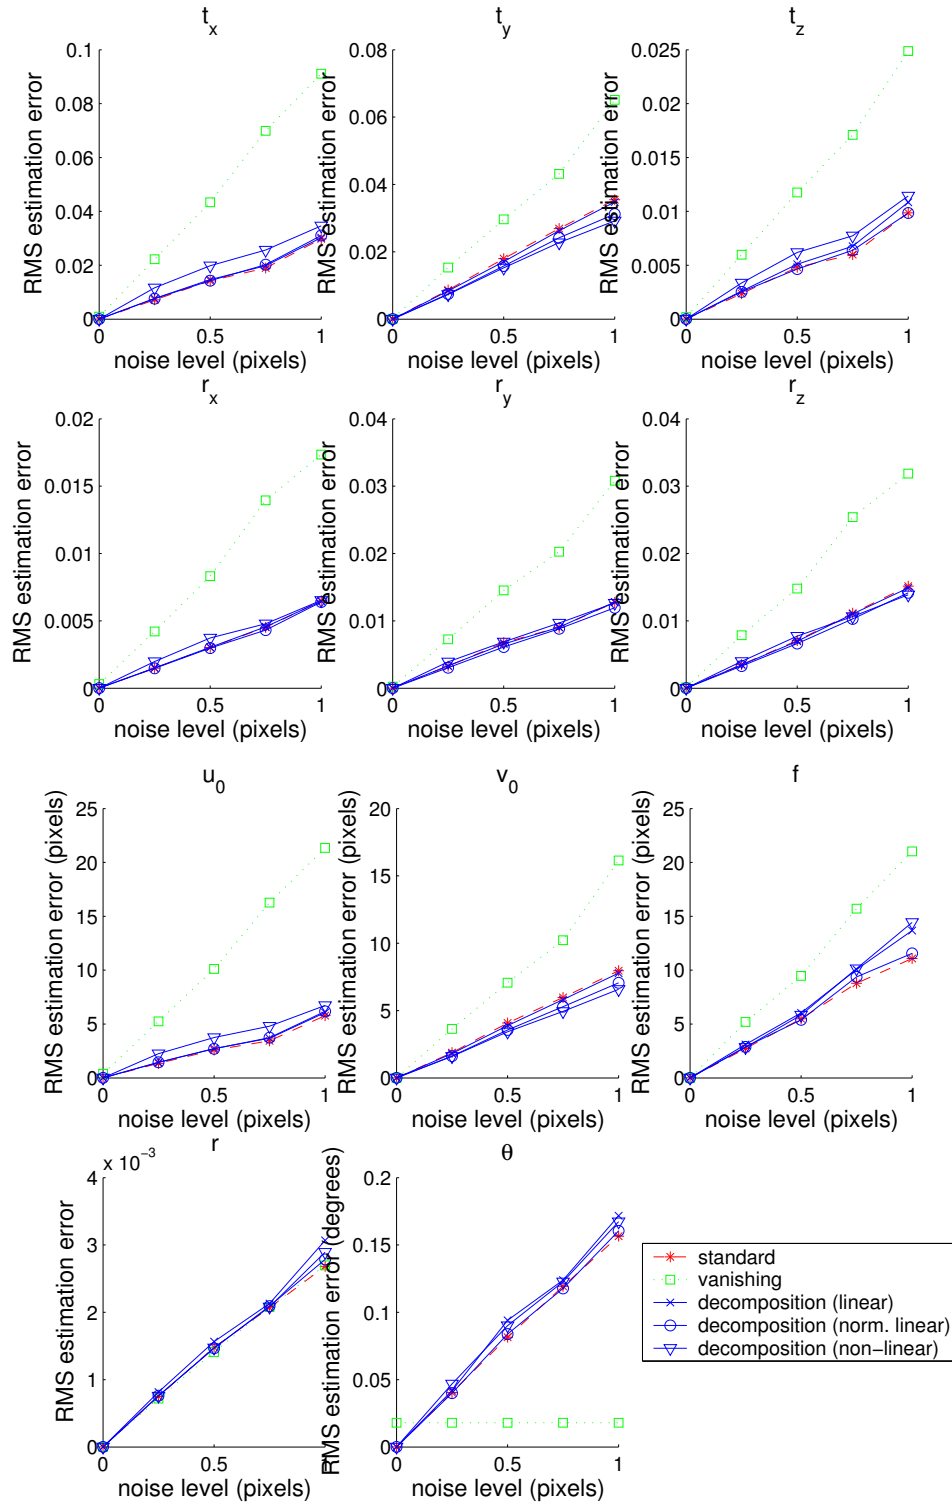 t_x
t_y
t_z
RMS estimation error
0.1
0.08
0.06
0.04
0.02
0
0
0.5
1
noise level (pixels)
RMS estimation error
0.08
0.06
0.04
0.02
0
0
0.5
1
noise level (pixels)
RMS estimation error
0.025
0.02
0.015
0.01
0.005
0
0
0.5
1
noise level (pixels)
r_x
r_y
r_z
RMS estimation error
0.02
0.015
0.01
0.005
0
0
0.5
1
noise level (pixels)
RMS estimation error
0.04
0.03
0.02
0.01
0
0
0.5
1
noise level (pixels)
RMS estimation error
0.04
0.03
0.02
0.01
0
0
0.5
1
noise level (pixels)
u_0
v_0
f
RMS estimation error (pixels)
25
20
15
10
5
0
0
0.5
1
noise level (pixels)
RMS estimation error (pixels)
20
15
10
5
0
0
0.5
1
noise level (pixels)
RMS estimation error (pixels)
25
20
15
10
5
0
0
0.5
1
noise level (pixels)
r
θ
x 10^−3
RMS estimation error
4
3
2
1
0
0
0.5
1
noise level (pixels)
RMS estimation error (degrees)
0.2
0.15
0.1
0.05
0
0
0.5
1
noise level (pixels)
standard
vanishing
decomposition (linear)
decomposition (norm. linear)
decomposition (non−linear)